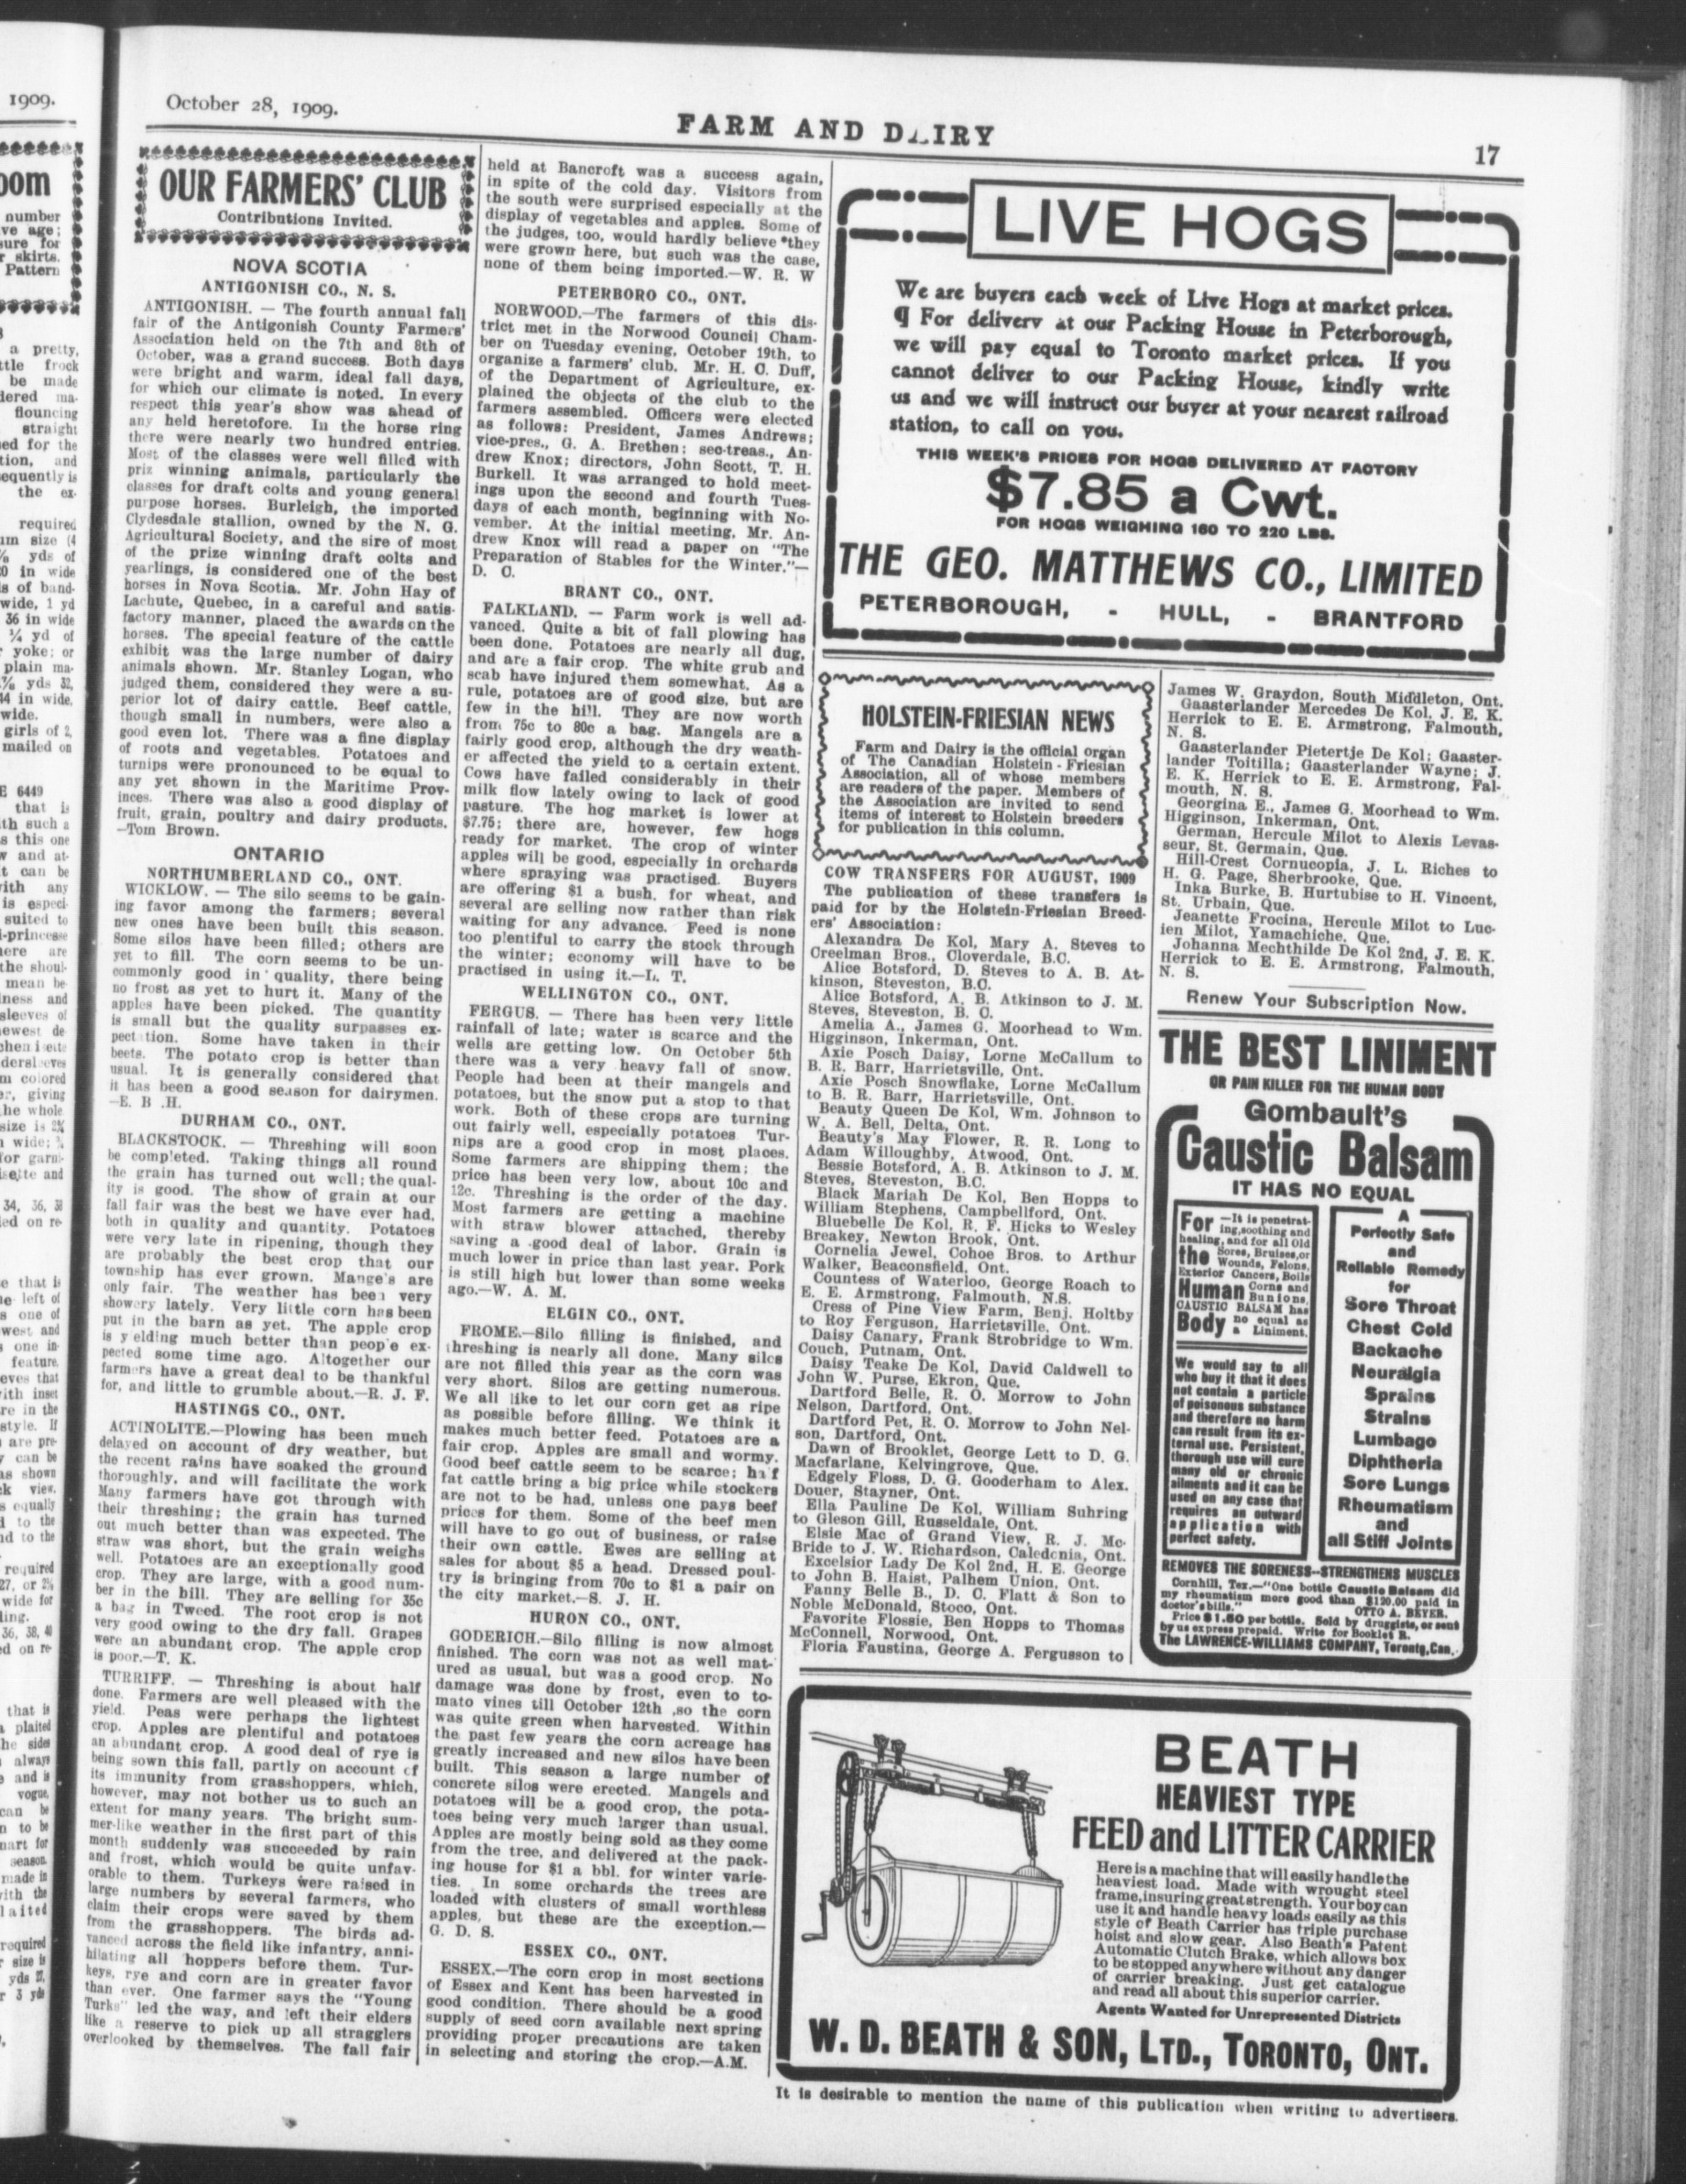 October 28, 1909.
FARM AND DAIRY
17
OUR FARMERS' CLUB
Contributions Invited.
NOVA SCOTIA
ANTIGONISH CO., N. S.
ANTIGONISH. — The fourth annual fall
fair of the Antigonish County Farmers'
Association held on the 7th and 8th of
October, was a grand success. Both days
were bright and warm, ideal fall days,
for which our climate is noted. In every
respect this year's show was ahead of
any held heretofore. In the horse ring
there were nearly two hundred entries.
Most of the classes were well filled with
priz winning animals, particularly the
classes for draft colts and young general
purpose horses. Burleigh, the imported
Clydesdale stallion, owned by the N. G.
Agricultural Society, and the sire of most
of the prize winning draft colts and
yearlings, is considered one of the best
horses in Nova Scotia. Mr. John Hay of
Lachute, Quebec, in a careful and satis-
factory manner, placed the awards on the
horses. The special feature of the cattle
exhibit was the large number of dairy
animals shown. Mr. Stanley Logan, who
judged them, considered they were a su-
perior lot of dairy cattle. Beef cattle,
though small in numbers, were also a
good even lot. There was a fine display
of roots and vegetables. Potatoes and
turnips were pronounced to be equal to
any yet shown in the Maritime Prov-
inces. There was also a good display of
fruit, grain, poultry and dairy products.
—Tom Brown.
ONTARIO
NORTHUMBERLAND CO., ONT.
WICKLOW. — The silo seems to be gain-
ing favor among the farmers; several
new ones have been built this season.
Some silos have been filled; others are
yet to fill. The corn seems to be un-
commonly good in quality, there being
no frost as yet to hurt it. Many of the
apples have been picked. The quantity
is small but the quality surpasses ex-
pect tion. Some have taken in their
beets. The potato crop is better than
usual. It is generally considered that
it has been a good season for dairymen.
—E. B .H.
DURHAM CO., ONT.
BLACKSTOCK. — Threshing will soon
be completed. Taking things all round
the grain has turned out well; the qual-
ity is good. The show of grain at our
fall fair was the best we have ever had,
both in quality and quantity. Potatoes
were very late in ripening, though they
are probably the best crop that our
township has ever grown. Mange's are
only fair. The weather has been very
showery lately. Very little corn has been
put in the barn as yet. The apple crop
is y elding much better than peop'e ex-
pected some time ago. Altogether our
farmers have a great deal to be thankful
for, and little to grumble about.—R. J. F.
HASTINGS CO., ONT.
ACTINOLITE.—Plowing has been much
delayed on account of dry weather, but
the recent rains have soaked the ground
thoroughly, and will facilitate the work
Many farmers have got through with
their threshing; the grain has turned
out much better than was expected. The
straw was short, but the grain weighs
well. Potatoes are an exceptionally good
crop. They are large, with a good num-
ber in the hill. They are selling for 35c
a bag in Tweed. The root crop is not
very good owing to the dry fall. Grapes
were an abundant crop. The apple crop
is poor.—T. K.
TURRIFF. — Threshing is about half
done. Farmers are well pleased with the
yield. Peas were perhaps the lightest
crop. Apples are plentiful and potatoes
an abundant crop. A good deal of rye is
being sown this fall, partly on account of
its immunity from grasshoppers, which,
however, may not bother us to such an
extent for many years. The bright sum-
mer-like weather in the first part of this
month suddenly was succeeded by rain
and frost, which would be quite unfav-
orable to them. Turkeys were raised in
large numbers by several farmers, who
claim their crops were saved by them
from the grasshoppers. The birds ad-
vanced across the field like infantry, anni-
hilating all 'hoppers before them. Tur-
keys, rye and corn are in greater favor
than ever. One farmer says the "Young
Turks" led the way, and left their elders
like a reserve to pick up all stragglers
overlooked by themselves. The fall fair
held at Bancroft was a success again,
in spite of the cold day. Visitors from
the south were surprised especially at the
display of vegetables and apples. Some of
the judges, too, would hardly believe they
were grown here, but such was the case,
none of them being imported.—W. R. W
PETERBORO CO., ONT.
NORWOOD.—The farmers of this dis-
trict met in the Norwood Council Cham-
ber on Tuesday evening, October 19th, to
organize a farmers' club. Mr. H. C. Duff,
of the Department of Agriculture, ex-
plained the objects of the club to the
farmers assembled. Officers were elected
as follows: President, James Andrews;
vice-pres., G. A. Brethen; sec-treas., An-
drew Knox; directors, John Scott, T. H.
Burkell. It was arranged to hold meet-
ings upon the second and fourth Tues-
days of each month, beginning with No-
vember. At the initial meeting, Mr. An-
drew Knox will read a paper on "The
Preparation of Stables for the Winter."—
D. C.
BRANT CO., ONT.
FALKLAND. — Farm work is well ad-
vanced. Quite a bit of fall plowing has
been done. Potatoes are nearly all dug,
and are a fair crop. The white grub and
scab have injured them somewhat. As a
rule, potatoes are of good size, but are
few in the hill. They are now worth
from 75c to 80c a bag. Mangels are a
fairly good crop, although the dry weath-
er affected the yield to a certain extent.
Cows have failed considerably in their
milk flow lately owing to lack of good
pasture. The hog market is lower at
$7.75; there are, however, few hogs
ready for market. The crop of winter
apples will be good, especially in orchards
where spraying was practised. Buyers
are offering $1 a bush. for wheat, and
several are selling now rather than risk
waiting for any advance. Feed is none
too plentiful to carry the stock through
the winter; economy will have to be
practised in using it.—L. T.
WELLINGTON CO., ONT.
FERGUS. — There has been very little
rainfall of late; water is scarce and the
wells are getting low. On October 5th
there was a very heavy fall of snow.
People had been at their mangels and
potatoes, but the snow put a stop to that
work. Both of these crops are turning
out fairly well, especially potatoes Tur-
nips are a good crop in most places.
Some farmers are shipping them; the
price has been very low, about 10c and
12c. Threshing is the order of the day.
Most farmers are getting a machine
with straw blower attached, thereby
saving a good deal of labor. Grain is
much lower in price than last year. Pork
is still high but lower than some weeks
ago.—W. A. M.
ELGIN CO., ONT.
FROME.—Silo filling is finished, and
threshing is nearly all done. Many silos
are not filled this year as the corn was
very short. Silos are getting numerous.
We all like to let our corn get as ripe
as possible before filling. We think it
makes much better feed. Potatoes are a
fair crop. Apples are small and wormy.
Good beef cattle seem to be scarce; half
fat cattle bring a big price while stockers
are not to be had, unless one pays beef
prices for them. Some of the beef men
will have to go out of business, or raise
their own cattle. Ewes are selling at
sales for about $5 a head. Dressed poul-
try is bringing from 70c to $1 a pair on
the city market.—S. J. H.
HURON CO., ONT.
GODERICH.—Silo filling is now almost
finished. The corn was not as well mat-
ured as usual, but was a good crop. No
damage was done by frost, even to to-
mato vines till October 12th ,so the corn
was quite green when harvested. Within
the past few years the corn acreage has
greatly increased and new silos have been
built. This season a large number of
concrete silos were erected. Mangels and
potatoes will be a good crop, the pota-
toes being very much larger than usual.
Apples are mostly being sold as they come
from the tree, and delivered at the pack-
ing house for $1 a bbl. for winter varie-
ties. In some orchards the trees are
loaded with clusters of small worthless
apples, but these are the exception.—
G. D. S.
ESSEX CO., ONT.
ESSEX.—The corn crop in most sections
of Essex and Kent has been harvested in
good condition. There should be a good
supply of seed corn available next spring
providing proper precautions are taken
in selecting and storing the crop.—A.M.
LIVE HOGS
We are buyers each week of Live Hogs at market prices.
¶ For delivery at our Packing House in Peterborough,
we will pay equal to Toronto market prices. If you
cannot deliver to our Packing House, kindly write
us and we will instruct our buyer at your nearest railroad
station, to call on you.
THIS WEEK'S PRICES FOR HOGS DELIVERED AT FACTORY
$7.85 a Cwt.
FOR HOGS WEIGHING 160 TO 220 LBS.
THE GEO. MATTHEWS CO., LIMITED
PETERBOROUGH, - HULL, - BRANTFORD
HOLSTEIN-FRIESIAN NEWS
Farm and Dairy is the official organ
of The Canadian Holstein - Friesian
Association, all of whose members
are readers of the paper. Members of
the Association are invited to send
items of interest to Holstein breeders
for publication in this column.
COW TRANSFERS FOR AUGUST, 1909
The publication of these transfers is
paid for by the Holstein-Friesian Breed-
ers' Association:
Alexandra De Kol, Mary A. Steves to
Creelman Bros., Cloverdale, B.C.
Alice Botsford, D. Steves to A. B. At-
kinson, Steveston, B.C.
Alice Botsford, A. B. Atkinson to J. M.
Steves, Steveston, B. C.
Amelia A., James G. Moorhead to Wm.
Higginson, Inkerman, Ont.
Axie Posch Daisy, Lorne McCallum to
B. R. Barr, Harrietsville, Ont.
Axie Posch Snowflake, Lorne McCallum
to B. R. Barr, Harrietsville, Ont.
Beauty Queen De Kol, Wm. Johnson to
W. A. Bell, Delta, Ont.
Beauty's May Flower, R. R. Long to
Adam Willoughby, Atwood, Ont.
Bessie Botsford, A. B. Atkinson to J. M.
Steves, Steveston, B.C.
Black Mariah De Kol, Ben Hopps to
William Stephens, Campbellford, Ont.
Bluebelle De Kol, R. F. Hicks to Wesley
Breakey, Newton Brook, Ont.
Cornelia Jewel, Cohoe Bros. to Arthur
Walker, Beaconsfield, Ont.
Countess of Waterloo, George Roach to
E. E. Armstrong, Falmouth, N.S.
Cress of Pine View Farm, Benj. Holtby
to Roy Ferguson, Harrietsville, Ont.
Daisy Canary, Frank Strobridge to Wm.
Couch, Putnam, Ont.
Daisy Teake De Kol, David Caldwell to
John W. Purse, Ekron, Que.
Dartford Belle, R. O. Morrow to John
Nelson, Dartford, Ont.
Dartford Pet, R. O. Morrow to John Nel-
son, Dartford, Ont.
Dawn of Brooklet, George Lett to D. G.
Macfarlane, Kelvingrove, Que.
Edgely Floss, D. G. Gooderham to Alex.
Douer, Stayner, Ont.
Ella Pauline De Kol, William Suhring
to Gleson Gill, Russeldale, Ont.
Elsie Mac of Grand View, R. J. Mc-
Bride to J. W. Richardson, Caledonia, Ont.
Excelsior Lady De Kol 2nd, H. E. George
to John B. Haist, Palhem Union, Ont.
Fanny Belle B., D. C. Flatt & Son to
Noble McDonald, Stoco, Ont.
Favorite Flossie, Ben Hopps to Thomas
McConnell, Norwood, Ont.
Floria Faustina, George A. Fergusson to
James W. Graydon, South Middleton, Ont.
Gaasterlander Mercedes De Kol, J. E. K.
Herrick to E. E. Armstrong, Falmouth,
N. S.
Gaasterlander Pietertje De Kol; Gaaster-
lander Toitilla; Gaasterlander Wayne; J.
E. K. Herrick to E. E. Armstrong, Fal-
mouth, N. S.
Georgina E., James G. Moorhead to Wm.
Higginson, Inkerman, Ont.
German, Hercule Milot to Alexis Levas-
seur, St. Germain, Que.
Hill-Crest Cornucopia, J. L. Riches to
H. G. Page, Sherbrooke, Que.
Inka Burke, B. Hurtubise to H. Vincent,
St. Urbain, Que.
Jeanette Frocina, Hercule Milot to Luc-
ien Milot, Yamachiche, Que.
Johanna Mechthilde De Kol 2nd, J. E. K.
Herrick to E. E. Armstrong, Falmouth,
N. S.
Renew Your Subscription Now.
THE BEST LINIMENT
OR PAIN KILLER FOR THE HUMAN BODY
Gombault's
Caustic Balsam
IT HAS NO EQUAL
For —It is penetrat-
ing, soothing and
healing, and for all Old
the Sores, Bruises, or
Wounds, Felons,
Exterior Cancers, Boils
Human Corns and
Bunions,
CAUSTIC BALSAM has
Body no equal as
a Liniment.
We would say to all
who buy it that it does
not contain a particle
of poisonous substance
and therefore no harm
can result from its ex-
ternal use. Persistent,
thorough use will cure
many old or chronic
ailments and it can be
used on any case that
requires an outward
application with
perfect safety.
A
Perfectly Safe
and
Reliable Remedy
for
Sore Throat
Chest Cold
Backache
Neuralgia
Sprains
Strains
Lumbago
Diphtheria
Sore Lungs
Rheumatism
and
all Stiff Joints
REMOVES THE SORENESS--STRENGTHENS MUSCLES
Cornhill, Tex.—"One bottle Caustic Balsam did
my rheumatism more good than $120.00 paid in
doctor's bills." OTTO A. BEYER.
Price $1.50 per bottle. Sold by druggists, or sent
by us express prepaid. Write for Booklet R.
The LAWRENCE-WILLIAMS COMPANY, Toronto, Can.
BEATH
HEAVIEST TYPE
FEED and LITTER CARRIER
Here is a machine that will easily handle the
heaviest load. Made with wrought steel
frame, insuring great strength. Your boy can
use it and handle heavy loads easily as this
style of Beath Carrier has triple purchase
hoist and slow gear. Also Beath's Patent
Automatic Clutch Brake, which allows box
to be stopped anywhere without any danger
of carrier breaking. Just get catalogue
and read all about this superior carrier.
Agents Wanted for Unrepresented Districts
W. D. BEATH & SON, LTD., TORONTO, ONT.
It is desirable to mention the name of this publication when writing to advertisers.